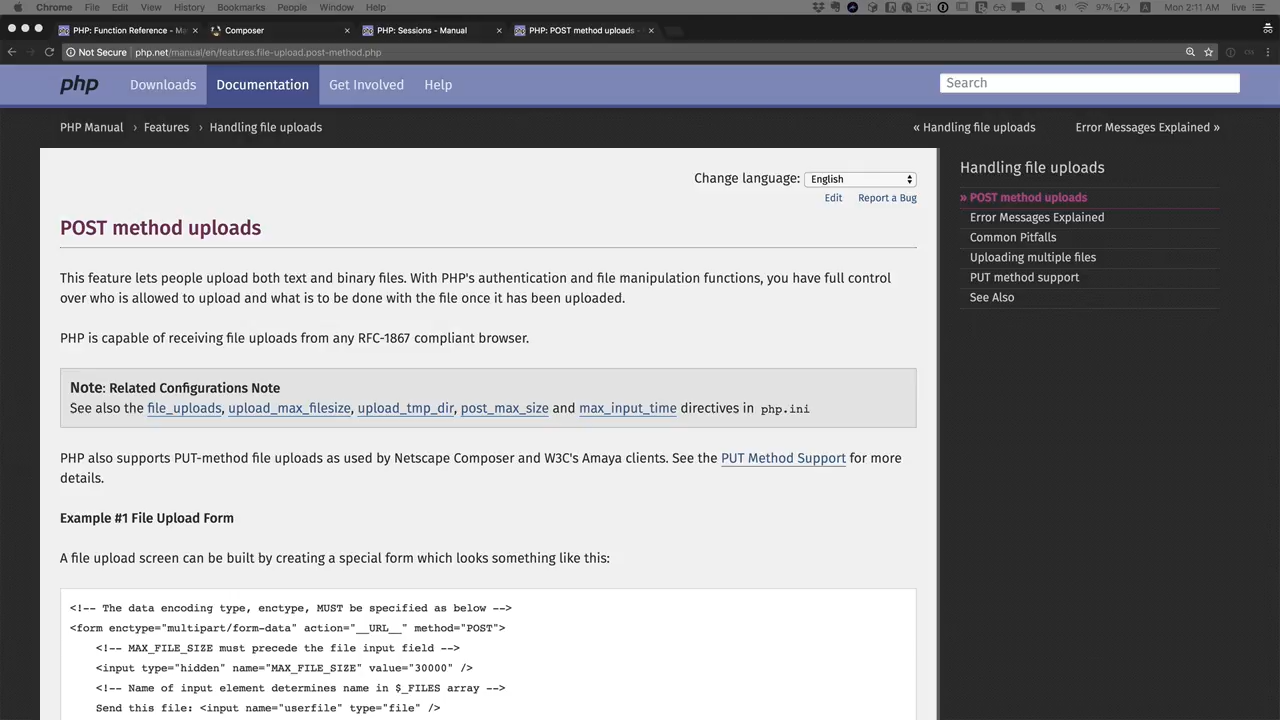 Chrome File Edit View History Bookmarks People Window Help 97% Mon 2:11 AM live
PHP: Function Reference - Ma × Composer × PHP: Sessions - Manual × PHP: POST method uploads - ×
Not Secure php.net/manual/en/features.file-upload.post-method.php
php Downloads Documentation Get Involved Help Search
PHP Manual › Features › Handling file uploads « Handling file uploads Error Messages Explained »
Change language: English
Edit Report a Bug
POST method uploads
This feature lets people upload both text and binary files. With PHP's authentication and file manipulation functions, you have full control
over who is allowed to upload and what is to be done with the file once it has been uploaded.
PHP is capable of receiving file uploads from any RFC-1867 compliant browser.
Note: Related Configurations Note
See also the file_uploads, upload_max_filesize, upload_tmp_dir, post_max_size and max_input_time directives in php.ini
PHP also supports PUT-method file uploads as used by Netscape Composer and W3C's Amaya clients. See the PUT Method Support for more
details.
Example #1 File Upload Form
A file upload screen can be built by creating a special form which looks something like this:
<!-- The data encoding type, enctype, MUST be specified as below -->
<form enctype="multipart/form-data" action="__URL__" method="POST">
<!-- MAX_FILE_SIZE must precede the file input field -->
<input type="hidden" name="MAX_FILE_SIZE" value="30000" />
<!-- Name of input element determines name in $_FILES array -->
Send this file: <input name="userfile" type="file" />
Handling file uploads
» POST method uploads
Error Messages Explained
Common Pitfalls
Uploading multiple files
PUT method support
See Also